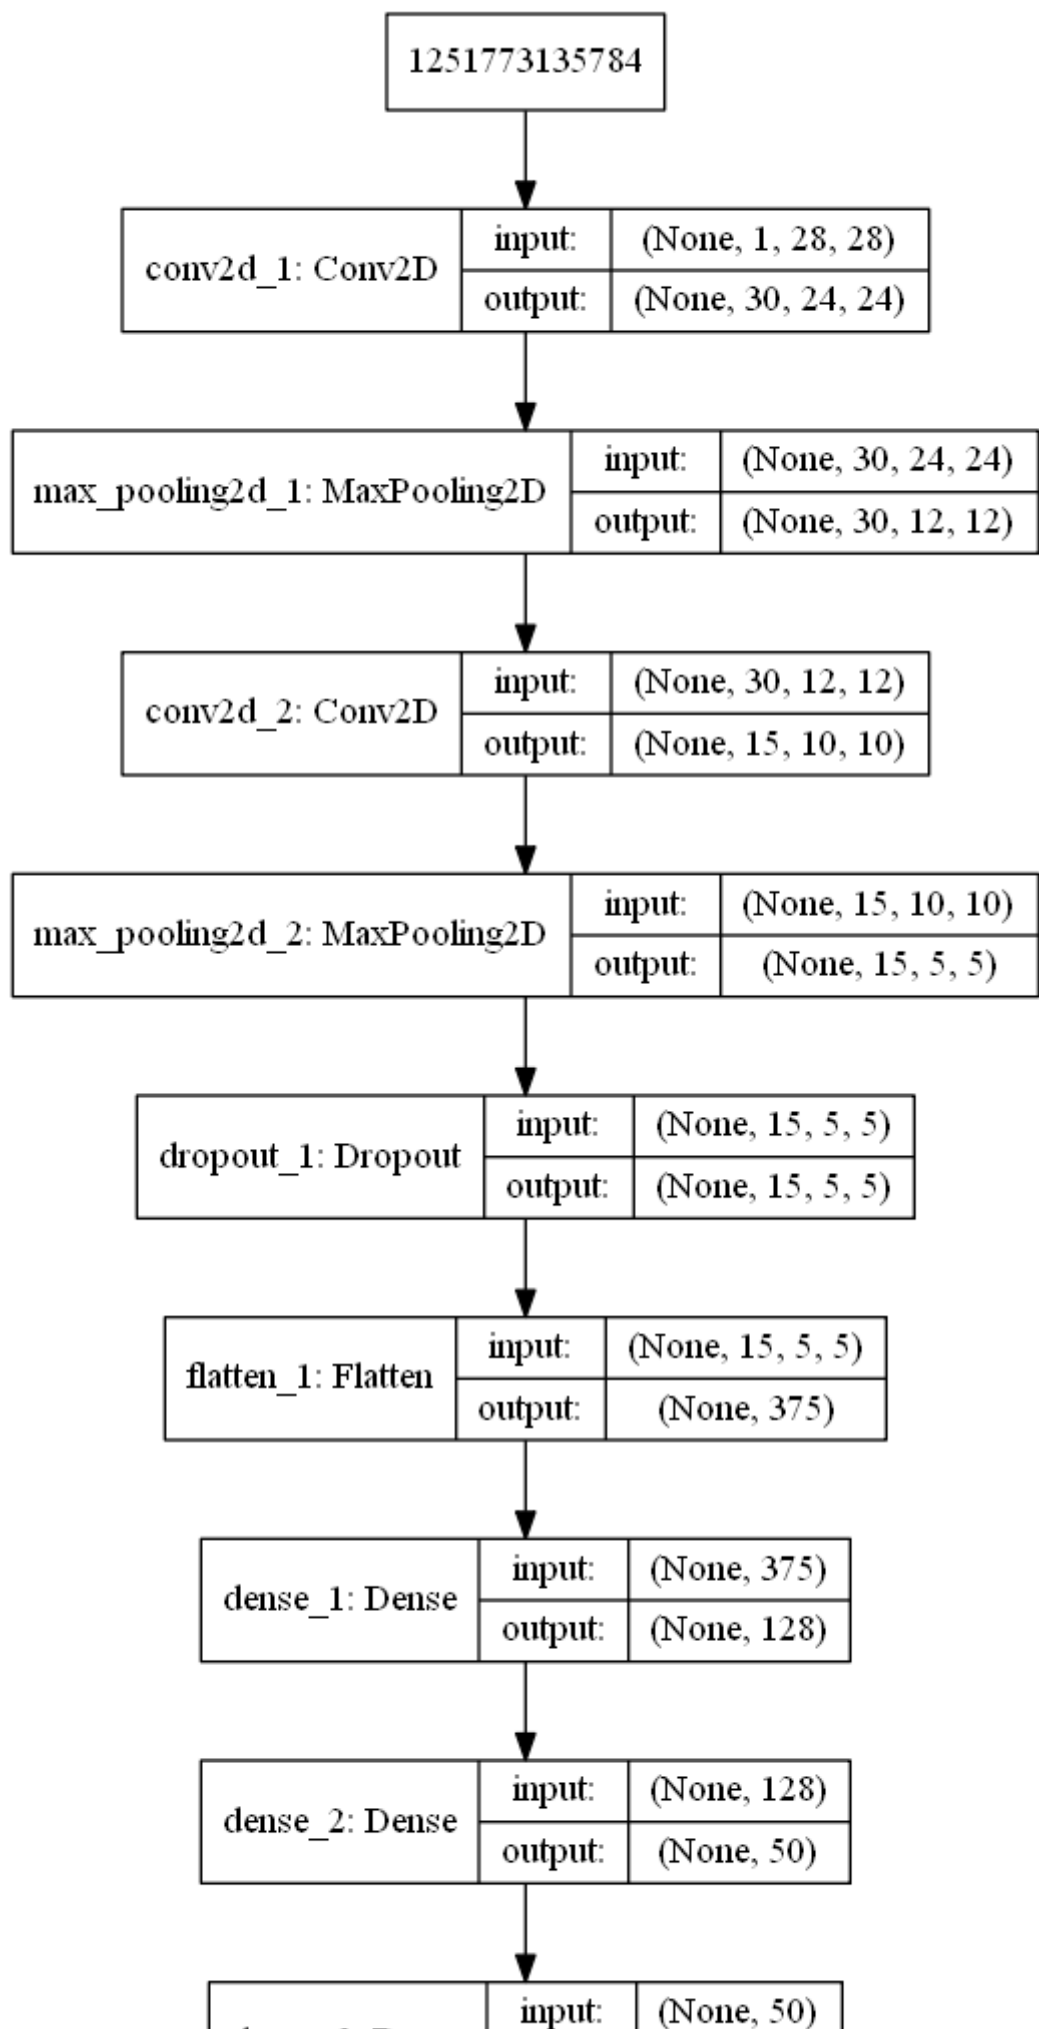 1251773135784
conv2d_1: Conv2D
input:
(None, 1, 28, 28)
output:
(None, 30, 24, 24)
max_pooling2d_1: MaxPooling2D
input:
(None, 30, 24, 24)
output:
(None, 30, 12, 12)
conv2d_2: Conv2D
input:
(None, 30, 12, 12)
output:
(None, 15, 10, 10)
max_pooling2d_2: MaxPooling2D
input:
(None, 15, 10, 10)
output:
(None, 15, 5, 5)
dropout_1: Dropout
input:
(None, 15, 5, 5)
output:
(None, 15, 5, 5)
flatten_1: Flatten
input:
(None, 15, 5, 5)
output:
(None, 375)
dense_1: Dense
input:
(None, 375)
output:
(None, 128)
dense_2: Dense
input:
(None, 128)
output:
(None, 50)
input:
(None, 50)